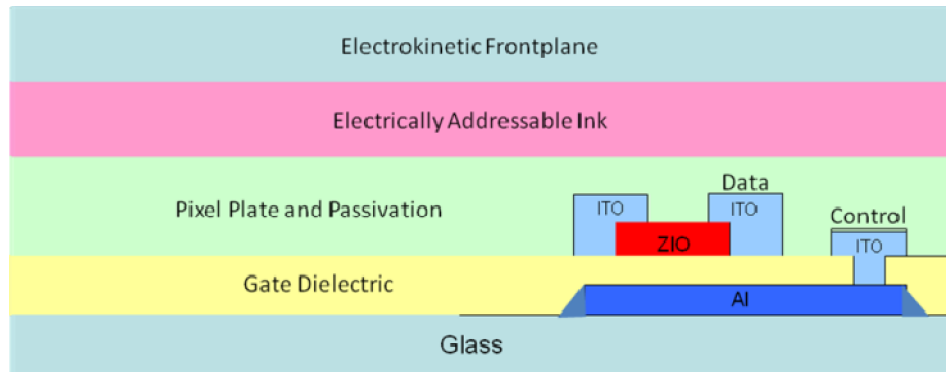 Electrokinetic Frontplane
Electrically Addressable Ink
Data
ITO
ITO
Pixel Plate and Passivation
Control
ZIO
ITO
Gate Dielectric
Al
Glass